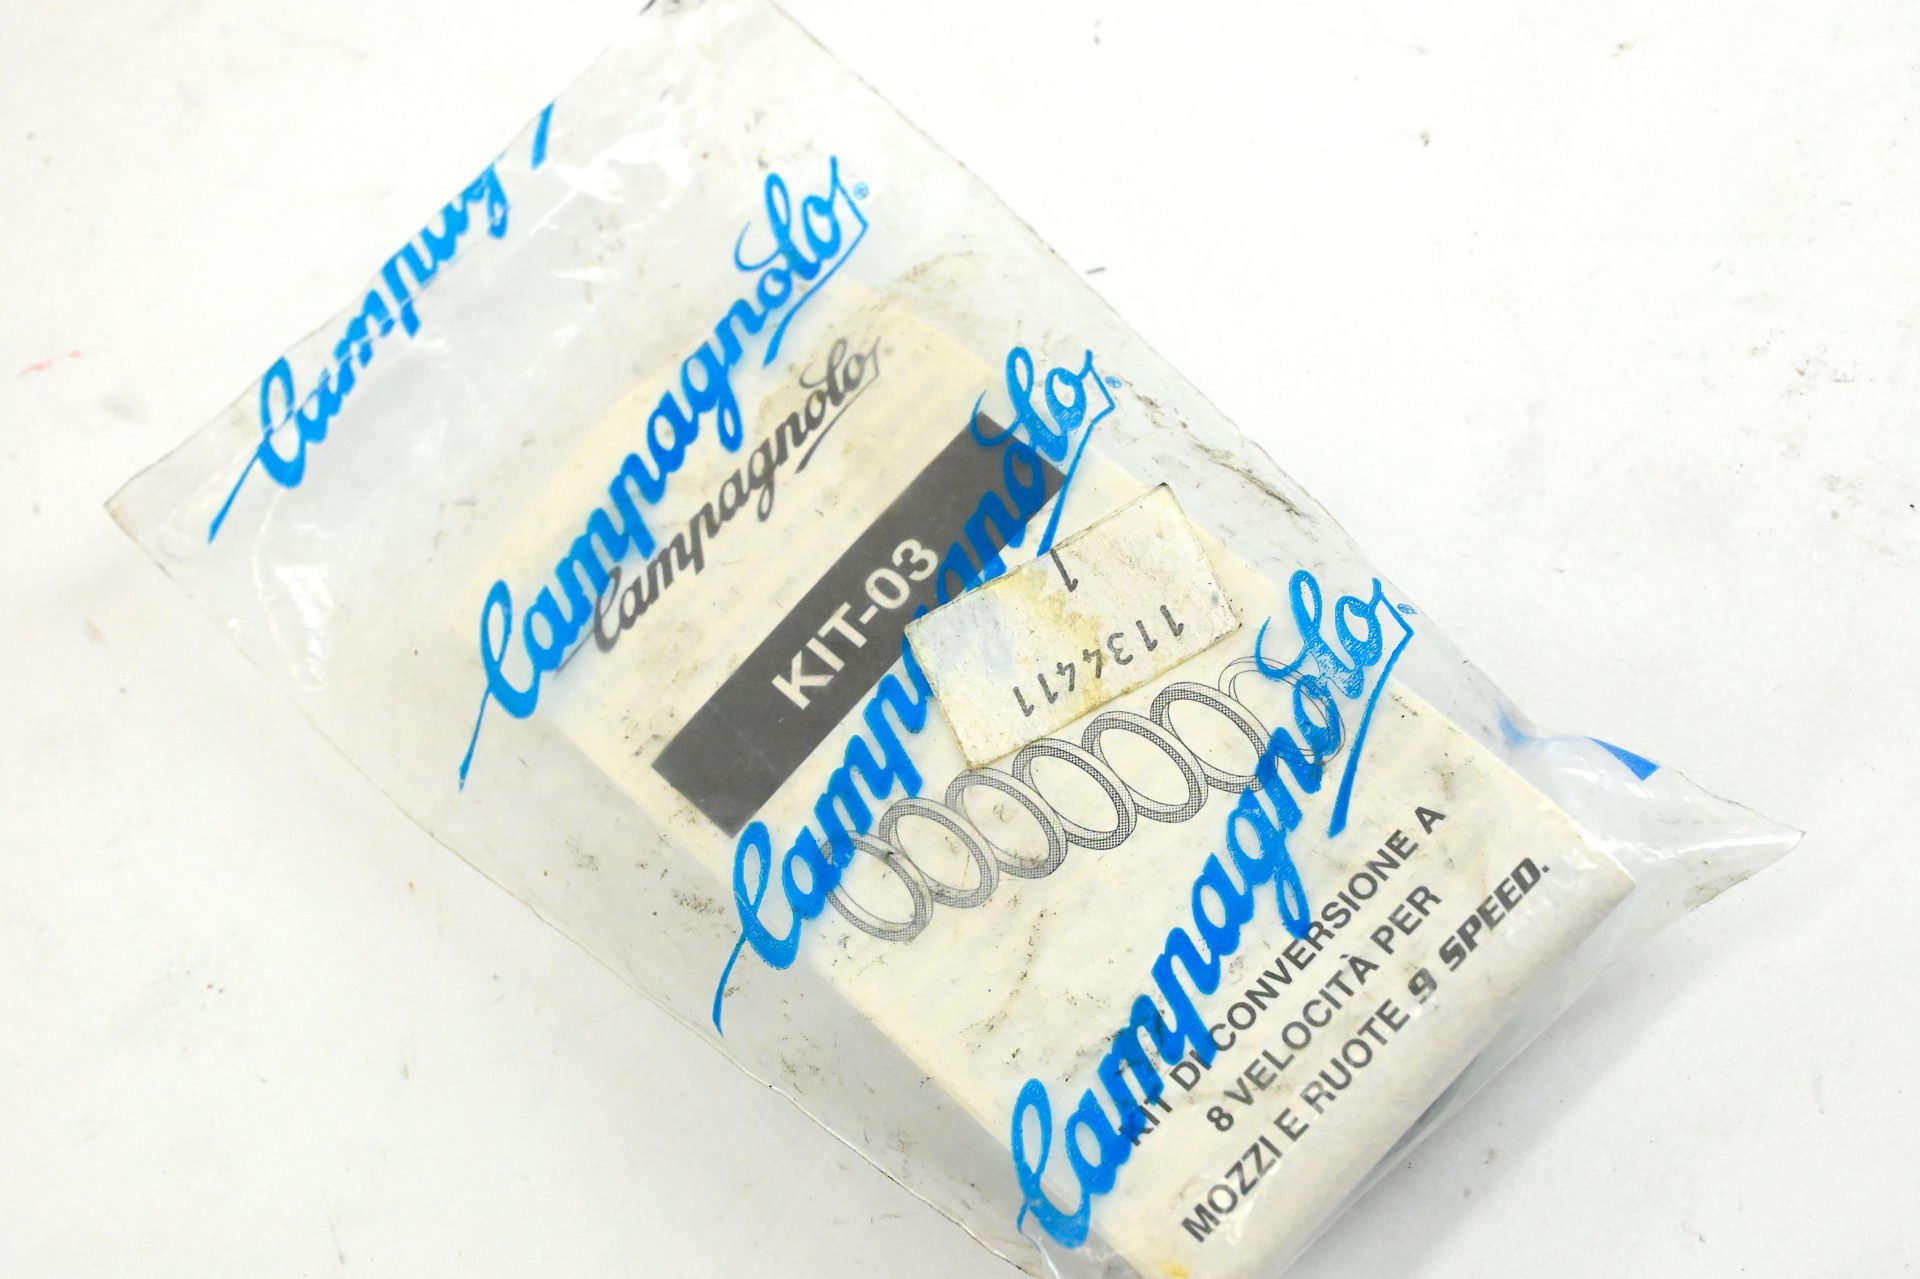 Campagnolo
Campagnolo®
Campagnolo
KIT-03
Campagnolo®
1
1134411
Campagnolo®
KIT DI CONVERSIONE A
8 VELOCITÀ PER
MOZZI E RUOTE 9 SPEED.